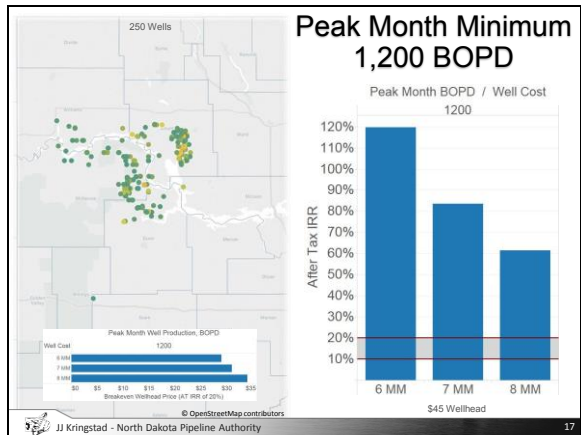 250 Wells
Peak Month Minimum
1,200 BOPD
Peak Month BOPD / Well Cost
1200
120%
110%
100%
90%
80%
70%
60%
50%
40%
30%
20%
10%
After Tax IRR
6 MM
7 MM
8 MM
$45 Wellhead
Peak Month Well Production, BOPD
Well Cost
1200
6 MM
7 MM
8 MM
$0 $5 $10 $15 $20 $25 $30 $35
Breakeven Wellhead Price (AT IRR of 20%)
© OpenStreetMap contributors
JJ Kringstad - North Dakota Pipeline Authority
17